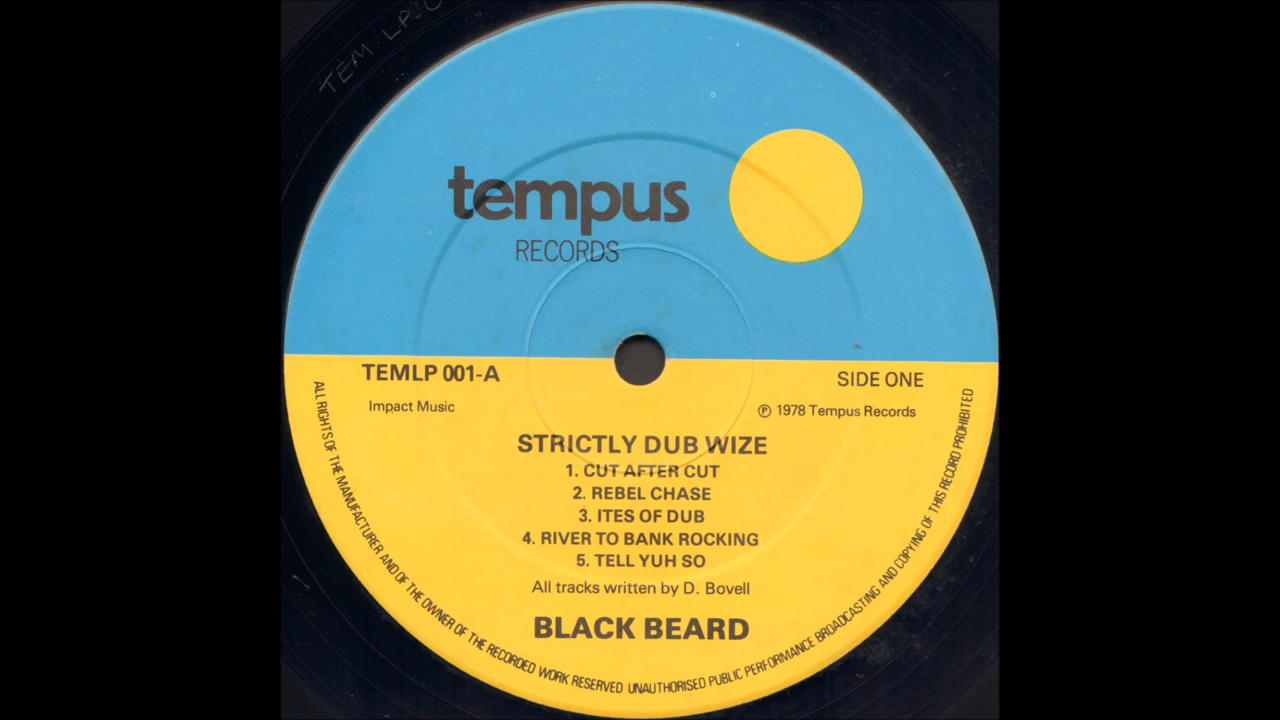 TEM.LP.0
tempus
RECORDS
TEMLP 001-A
SIDE ONE
Impact Music
℗ 1978 Tempus Records
STRICTLY DUB WIZE
1. CUT AFTER CUT
2. REBEL CHASE
3. ITES OF DUB
4. RIVER TO BANK ROCKING
5. TELL YUH SO
All tracks written by D. Bovell
BLACK BEARD
ALL RIGHTS OF THE MANUFACTURER AND OF THE OWNER OF THE RECORDED WORK RESERVED UNAUTHORISED PUBLIC PERFORMANCE BROADCASTING AND COPYING OF THIS RECORD PROHIBITED